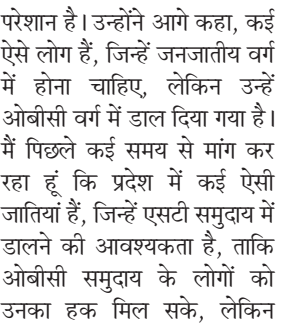 परेशान है। उन्होंने आगे कहा, कई
ऐसे लोग हैं, जिन्हें जनजातीय वर्ग
में होना चाहिए, लेकिन उन्हें
ओबीसी वर्ग में डाल दिया गया है।
मैं पिछले कई समय से मांग कर
रहा हूं कि प्रदेश में कई ऐसी
जातियां हैं, जिन्हें एसटी समुदाय में
डालने की आवश्यकता है, ताकि
ओबीसी समुदाय के लोगों को
उनका हक मिल सके, लेकिन